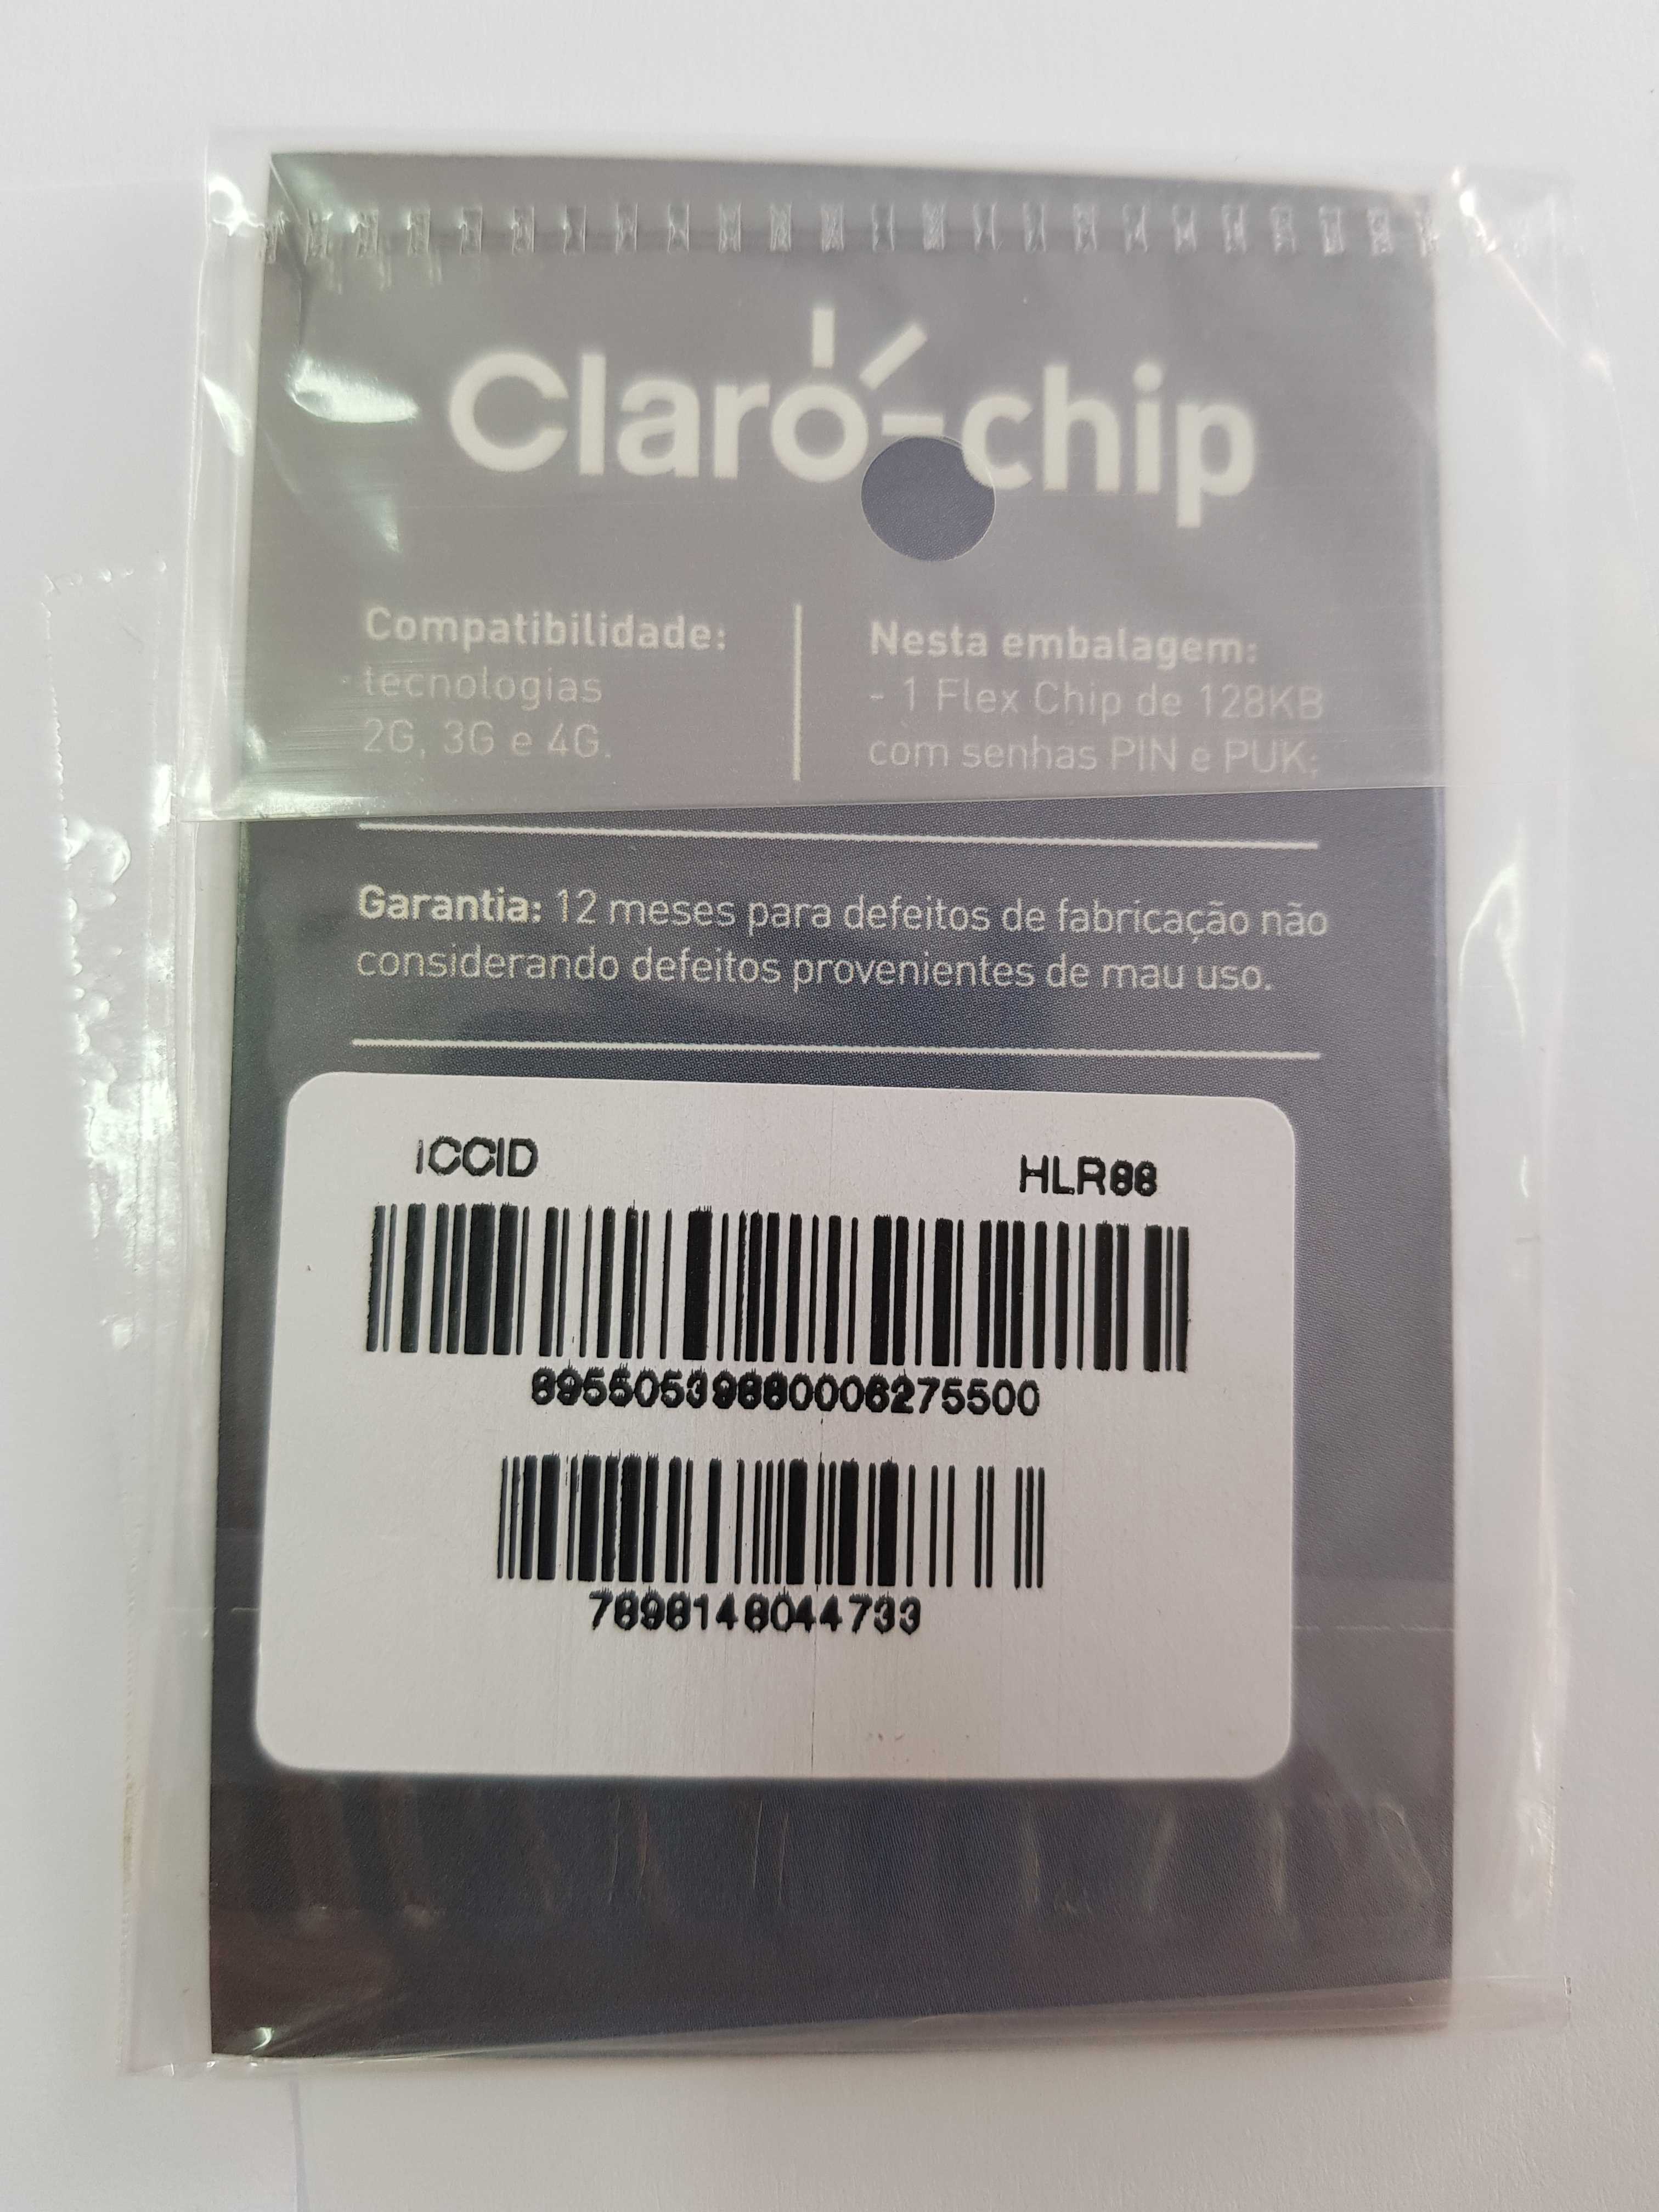 Claro-chip
Compatibilidade:
tecnologias
2G, 3G e 4G.
Nesta embalagem:
- 1 Flex Chip de 128KB
com senhas PIN e PUK;
Garantia: 12 meses para defeitos de fabricação não
considerando defeitos provenientes de mau uso.
ICCID
HLR88
89550539880006275500
7898148044733